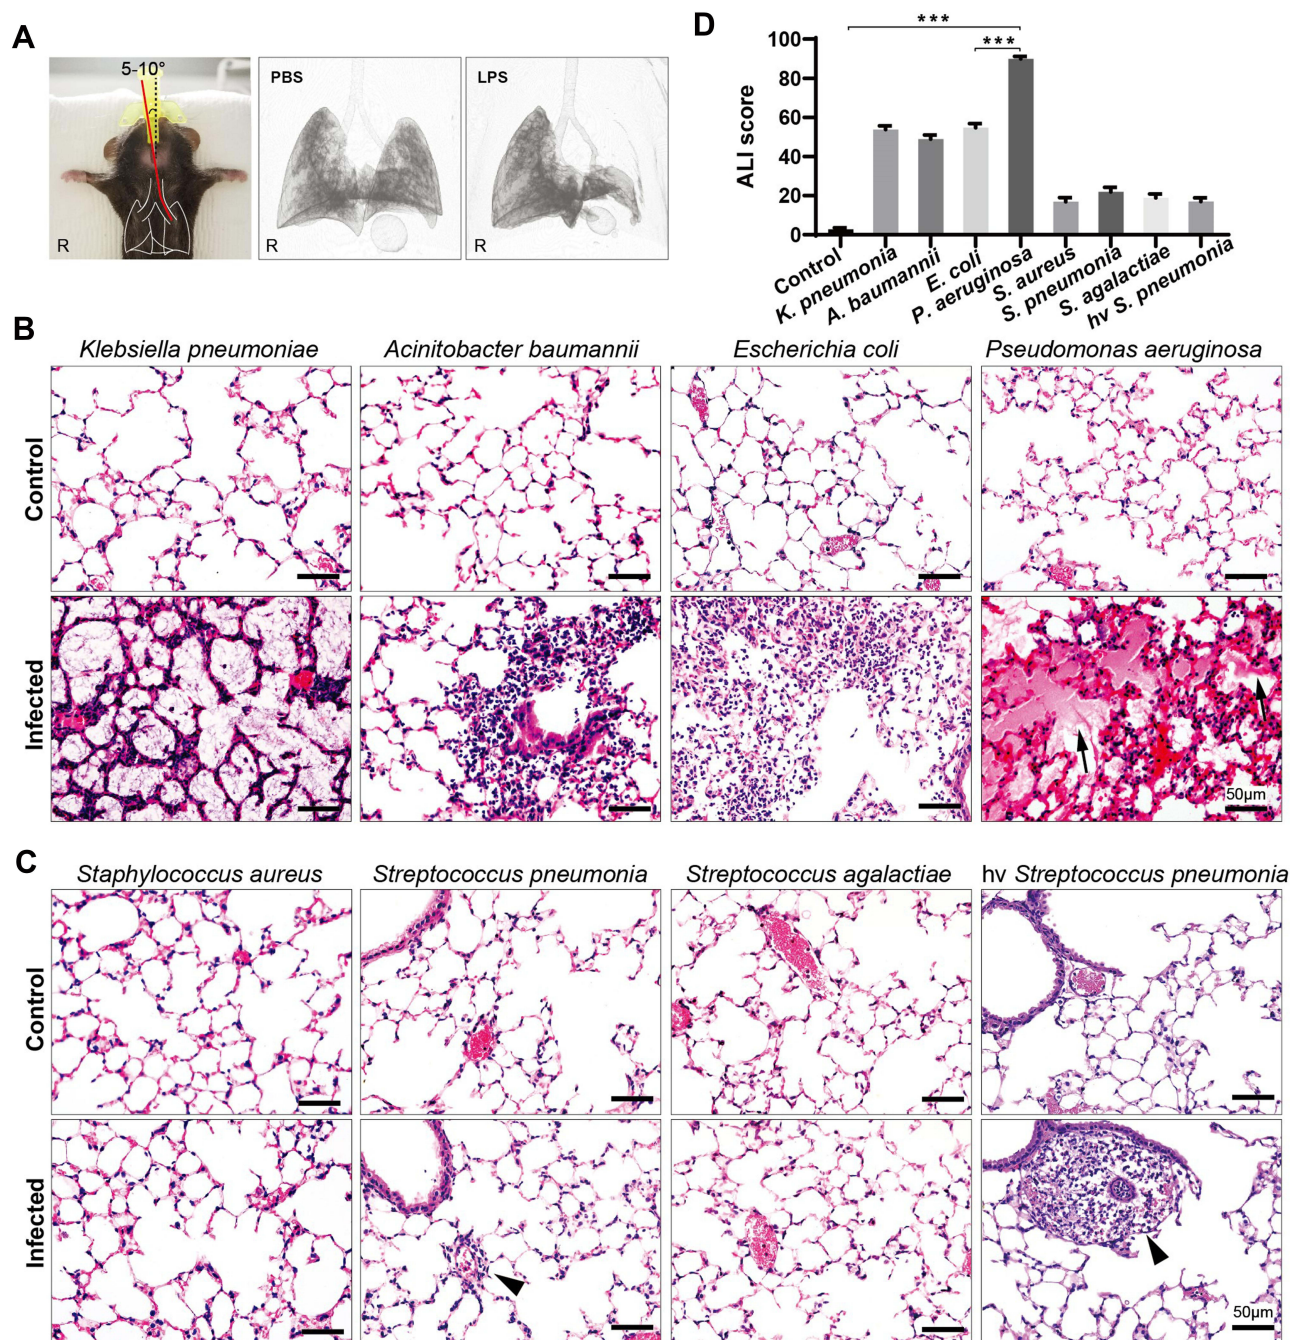 A
5-10°
R
PBS
R
LPS
R
D
***
***
ALI score
100
80
60
40
20
0
Control
K. pneumonia
A. baumannii
E. coli
P. aeruginosa
S. aureus
S. pneumonia
S. agalactiae
hv S. pneumonia
B
Klebsiella pneumoniae
Acinitobacter baumannii
Escherichia coli
Pseudomonas aeruginosa
Control
Infected
50μm
C
Staphylococcus aureus
Streptococcus pneumonia
Streptococcus agalactiae
hv Streptococcus pneumonia
Control
Infected
50μm